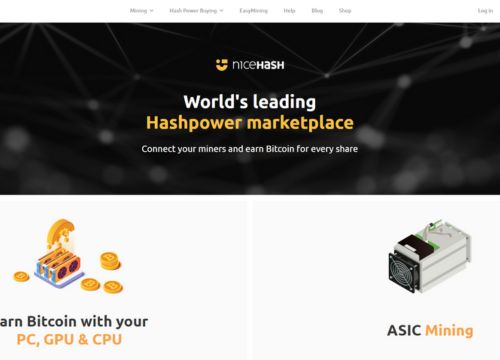 Mining Hash Power Buying EasyMining Help Blog Shop Log in
niceHASH
World's leading
Hashpower marketplace
Connect your miners and earn Bitcoin for every share
arn Bitcoin with your
PC, GPU & CPU
ASIC Mining